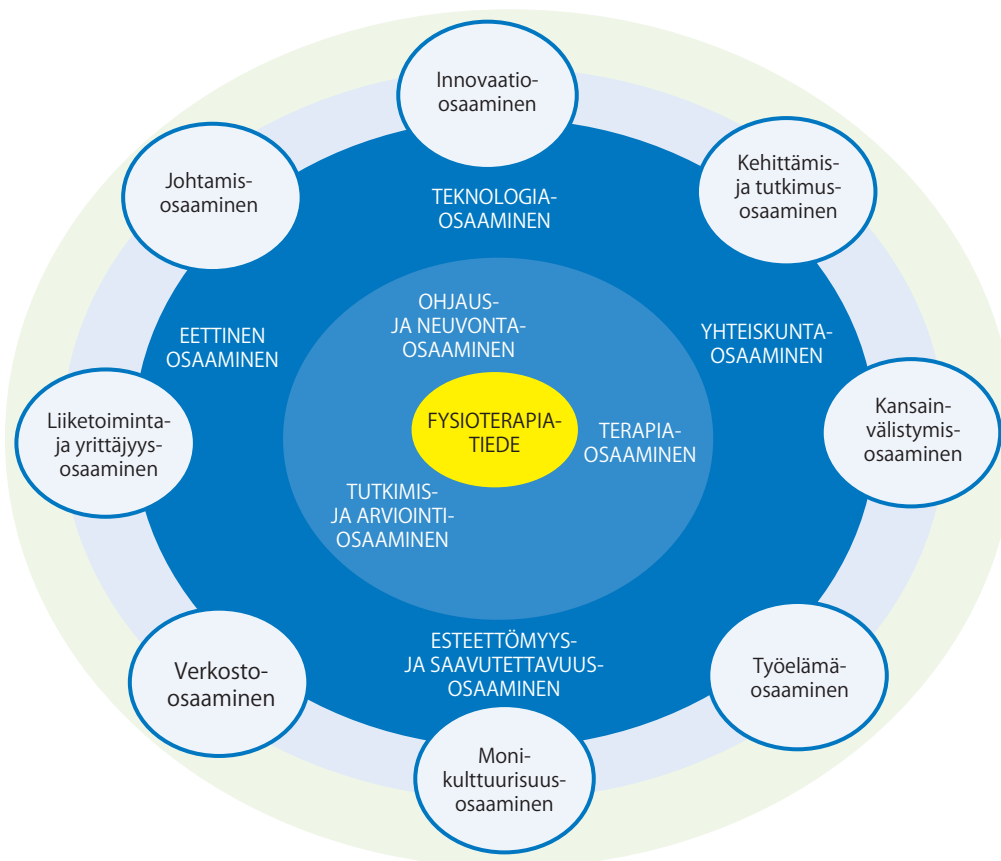 Innovaatio-
osaaminen
Johtamis-
osaaminen
Kehittämis-
ja tutkimus-
osaaminen
TEKNOLOGIA-
OSAAMINEN
OHJAUS-
JA NEUVONTA-
OSAAMINEN
EETTINEN
OSAAMINEN
YHTEISKUNTA-
OSAAMINEN
Liiketoiminta-
ja yrittäjyys-
osaaminen
FYSIOTERAPIA-
TIEDE
TERAPIA-
OSAAMINEN
Kansain-
välistymis-
osaaminen
TUTKIMIS-
JA ARVIOINTI-
OSAAMINEN
ESTEETTÖMYYS-
JA SAAVUTETTAVUUS-
OSAAMINEN
Verkosto-
osaaminen
Työelämä-
osaaminen
Moni-
kulttuurisuus-
osaaminen